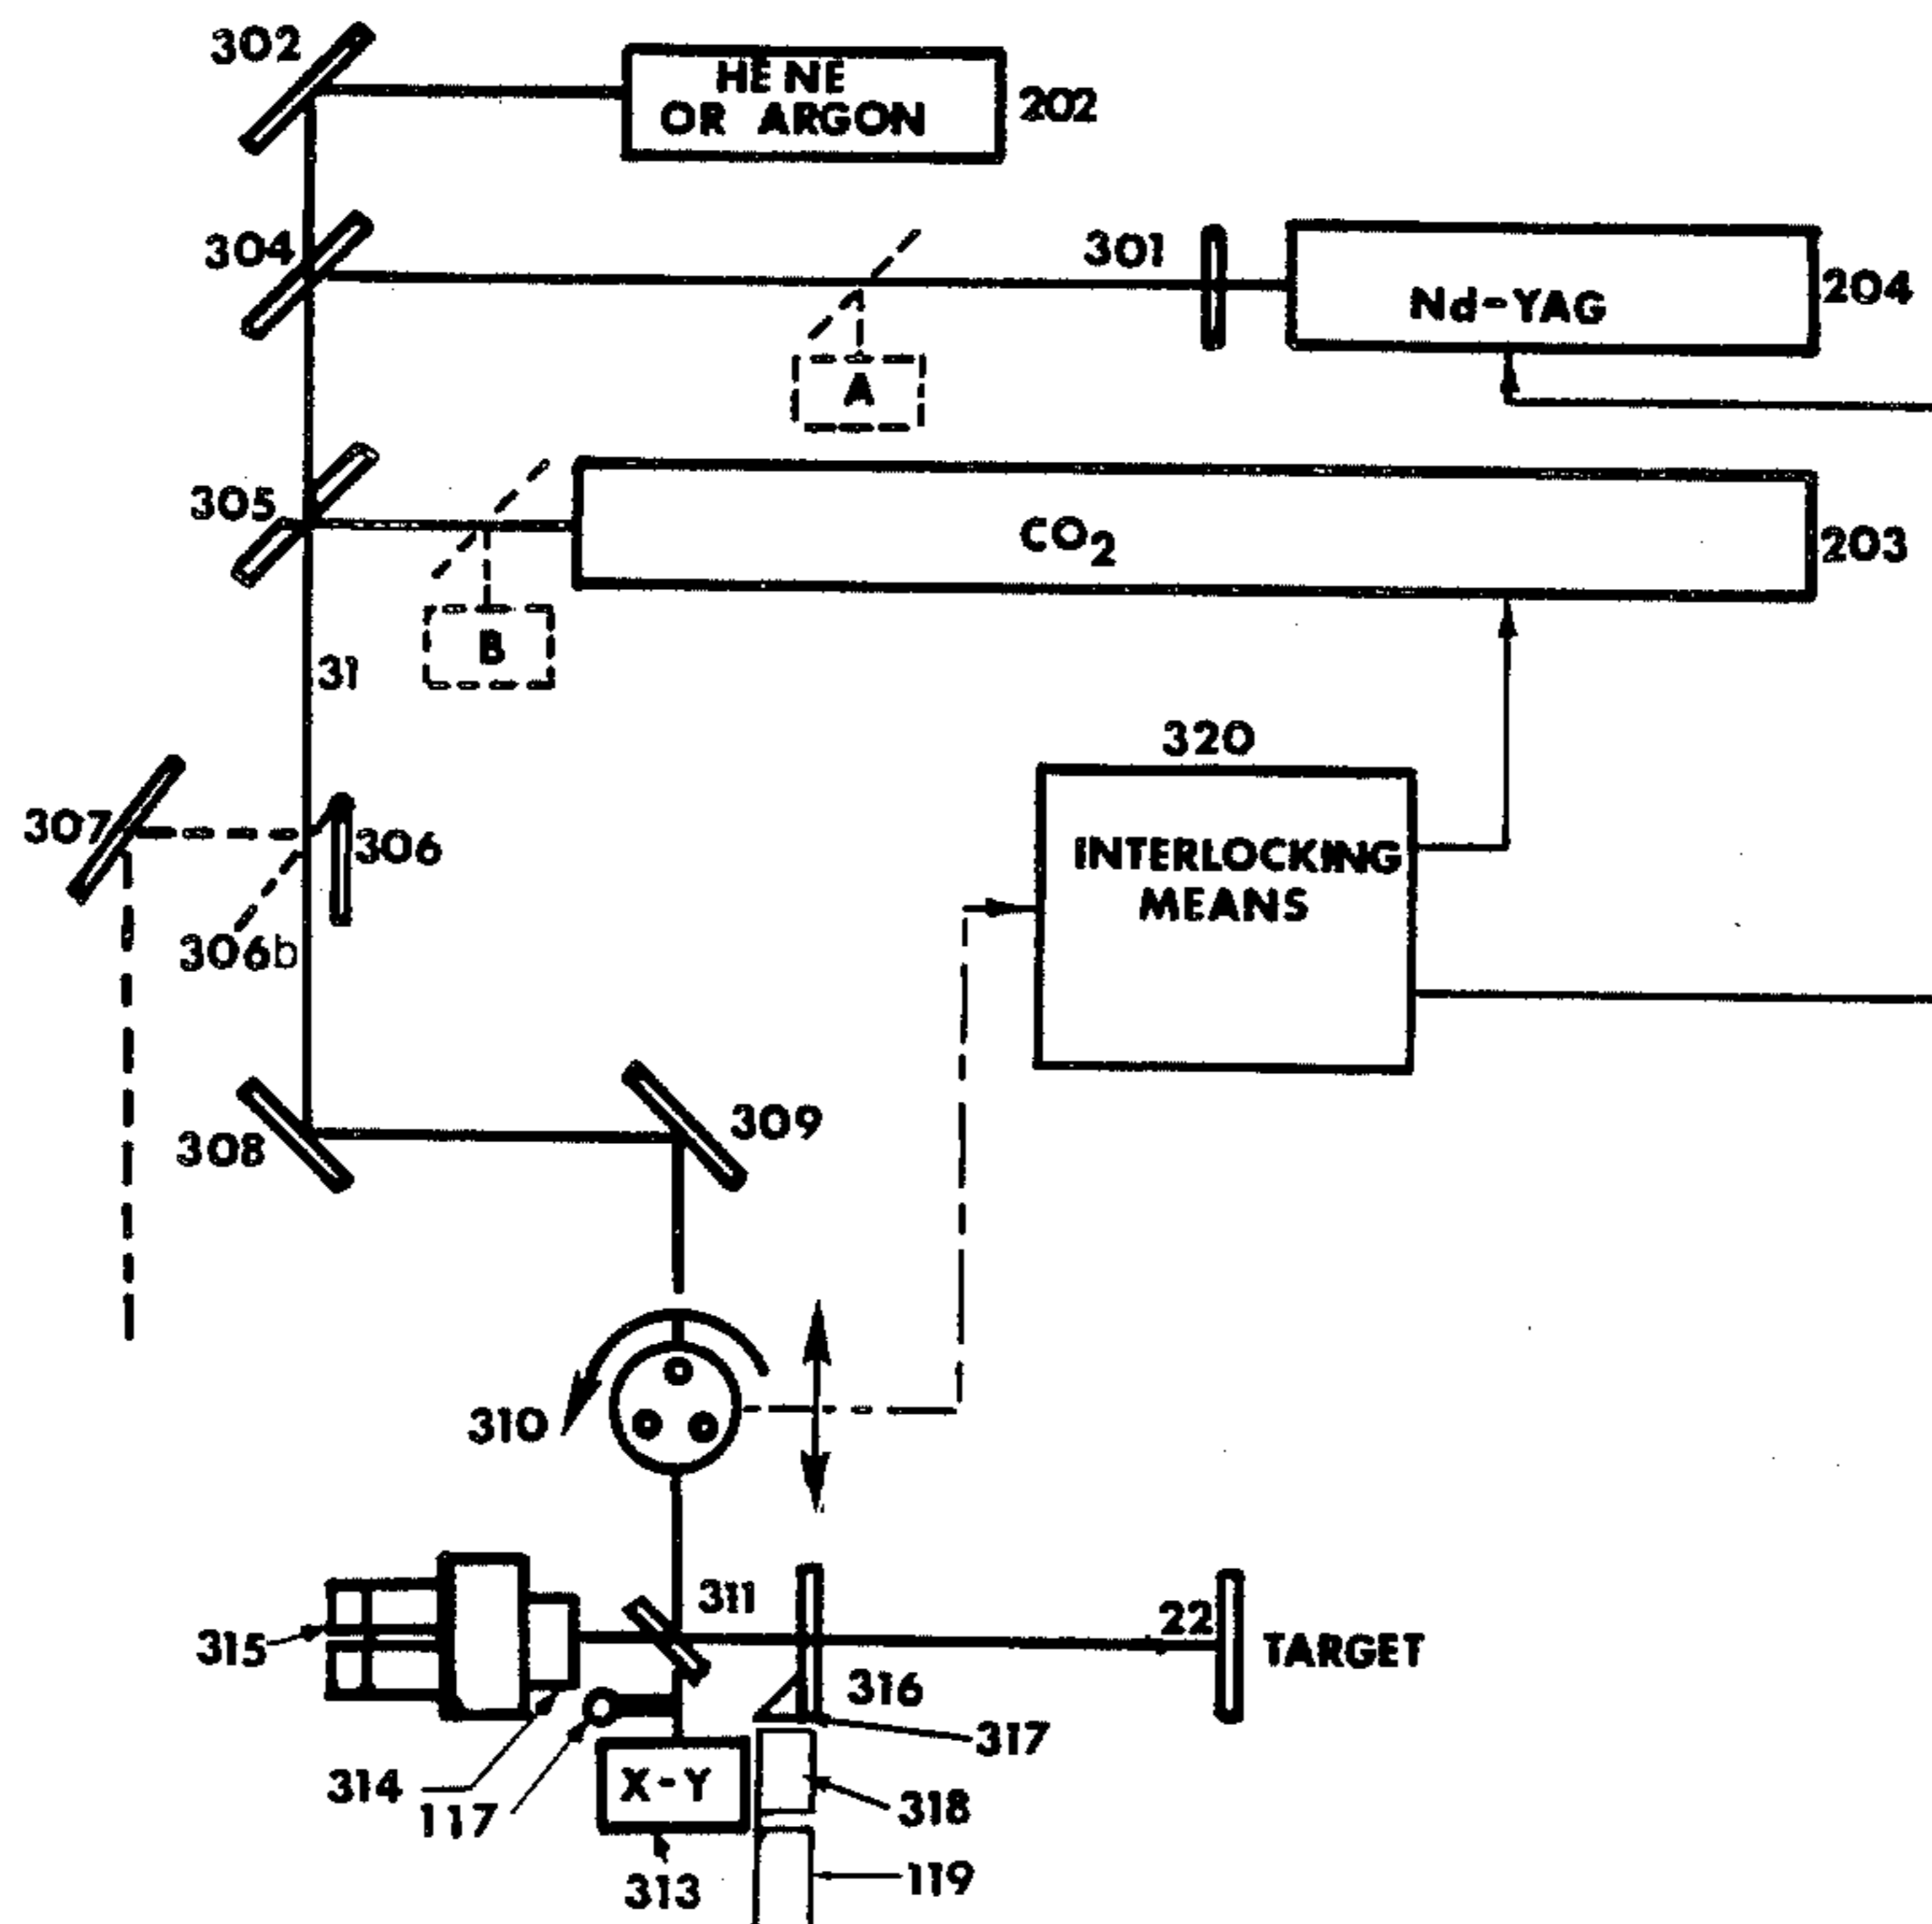 302
HE NE
OR ARGON
202
304
301
Nd-YAG
204
A
305
CO2
203
B
31
320
307
306
INTERLOCKING
MEANS
306b
309
308
310
311
22
TARGET
315
316
317
314
X-Y
117
318
313
119